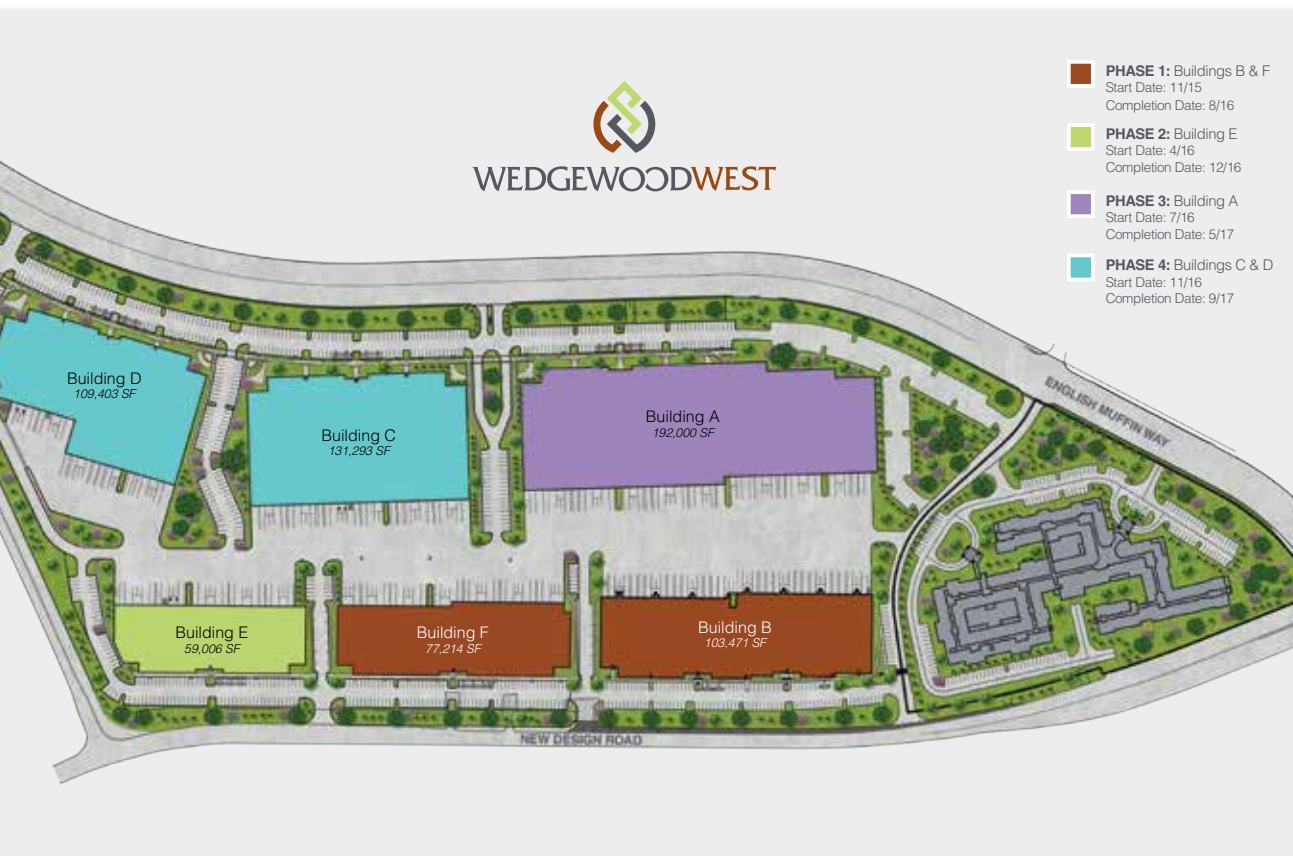 WEDGEWOODWEST
PHASE 1: Buildings B & F
Start Date: 11/15
Completion Date: 8/16
PHASE 2: Building E
Start Date: 4/16
Completion Date: 12/16
PHASE 3: Building A
Start Date: 7/16
Completion Date: 5/17
PHASE 4: Buildings C & D
Start Date: 11/16
Completion Date: 9/17
Building D
109,403 SF
Building C
131,293 SF
Building A
192,000 SF
ENGLISH MUFFIN WAY
Building E
59,006 SF
Building F
77,214 SF
Building B
103,471 SF
NEW DESIGN ROAD